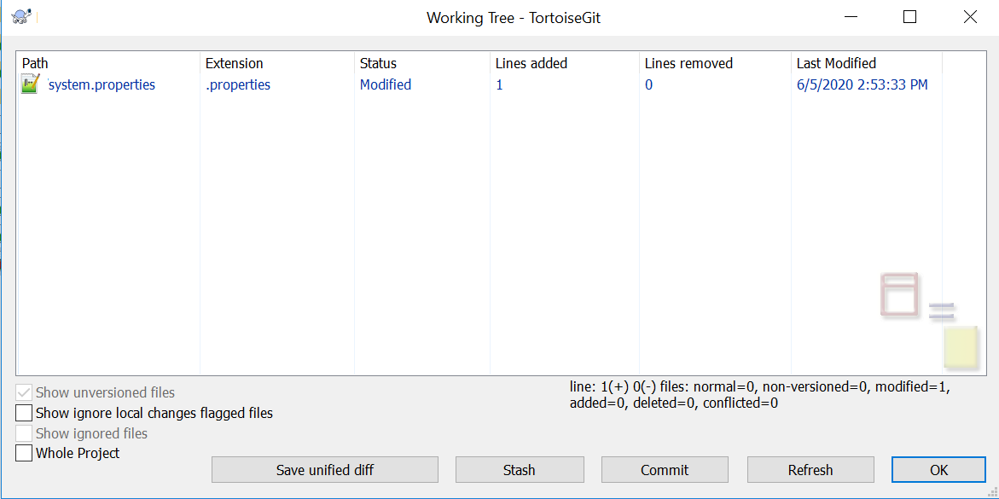 Working Tree - TortoiseGit
Path Extension Status Lines added Lines removed Last Modified
system.properties .properties Modified 1 0 6/5/2020 2:53:33 PM
line: 1(+) 0(-) files: normal=0, non-versioned=0, modified=1,
added=0, deleted=0, conflicted=0
Show unversioned files
Show ignore local changes flagged files
Show ignored files
Whole Project
Save unified diff Stash Commit Refresh OK